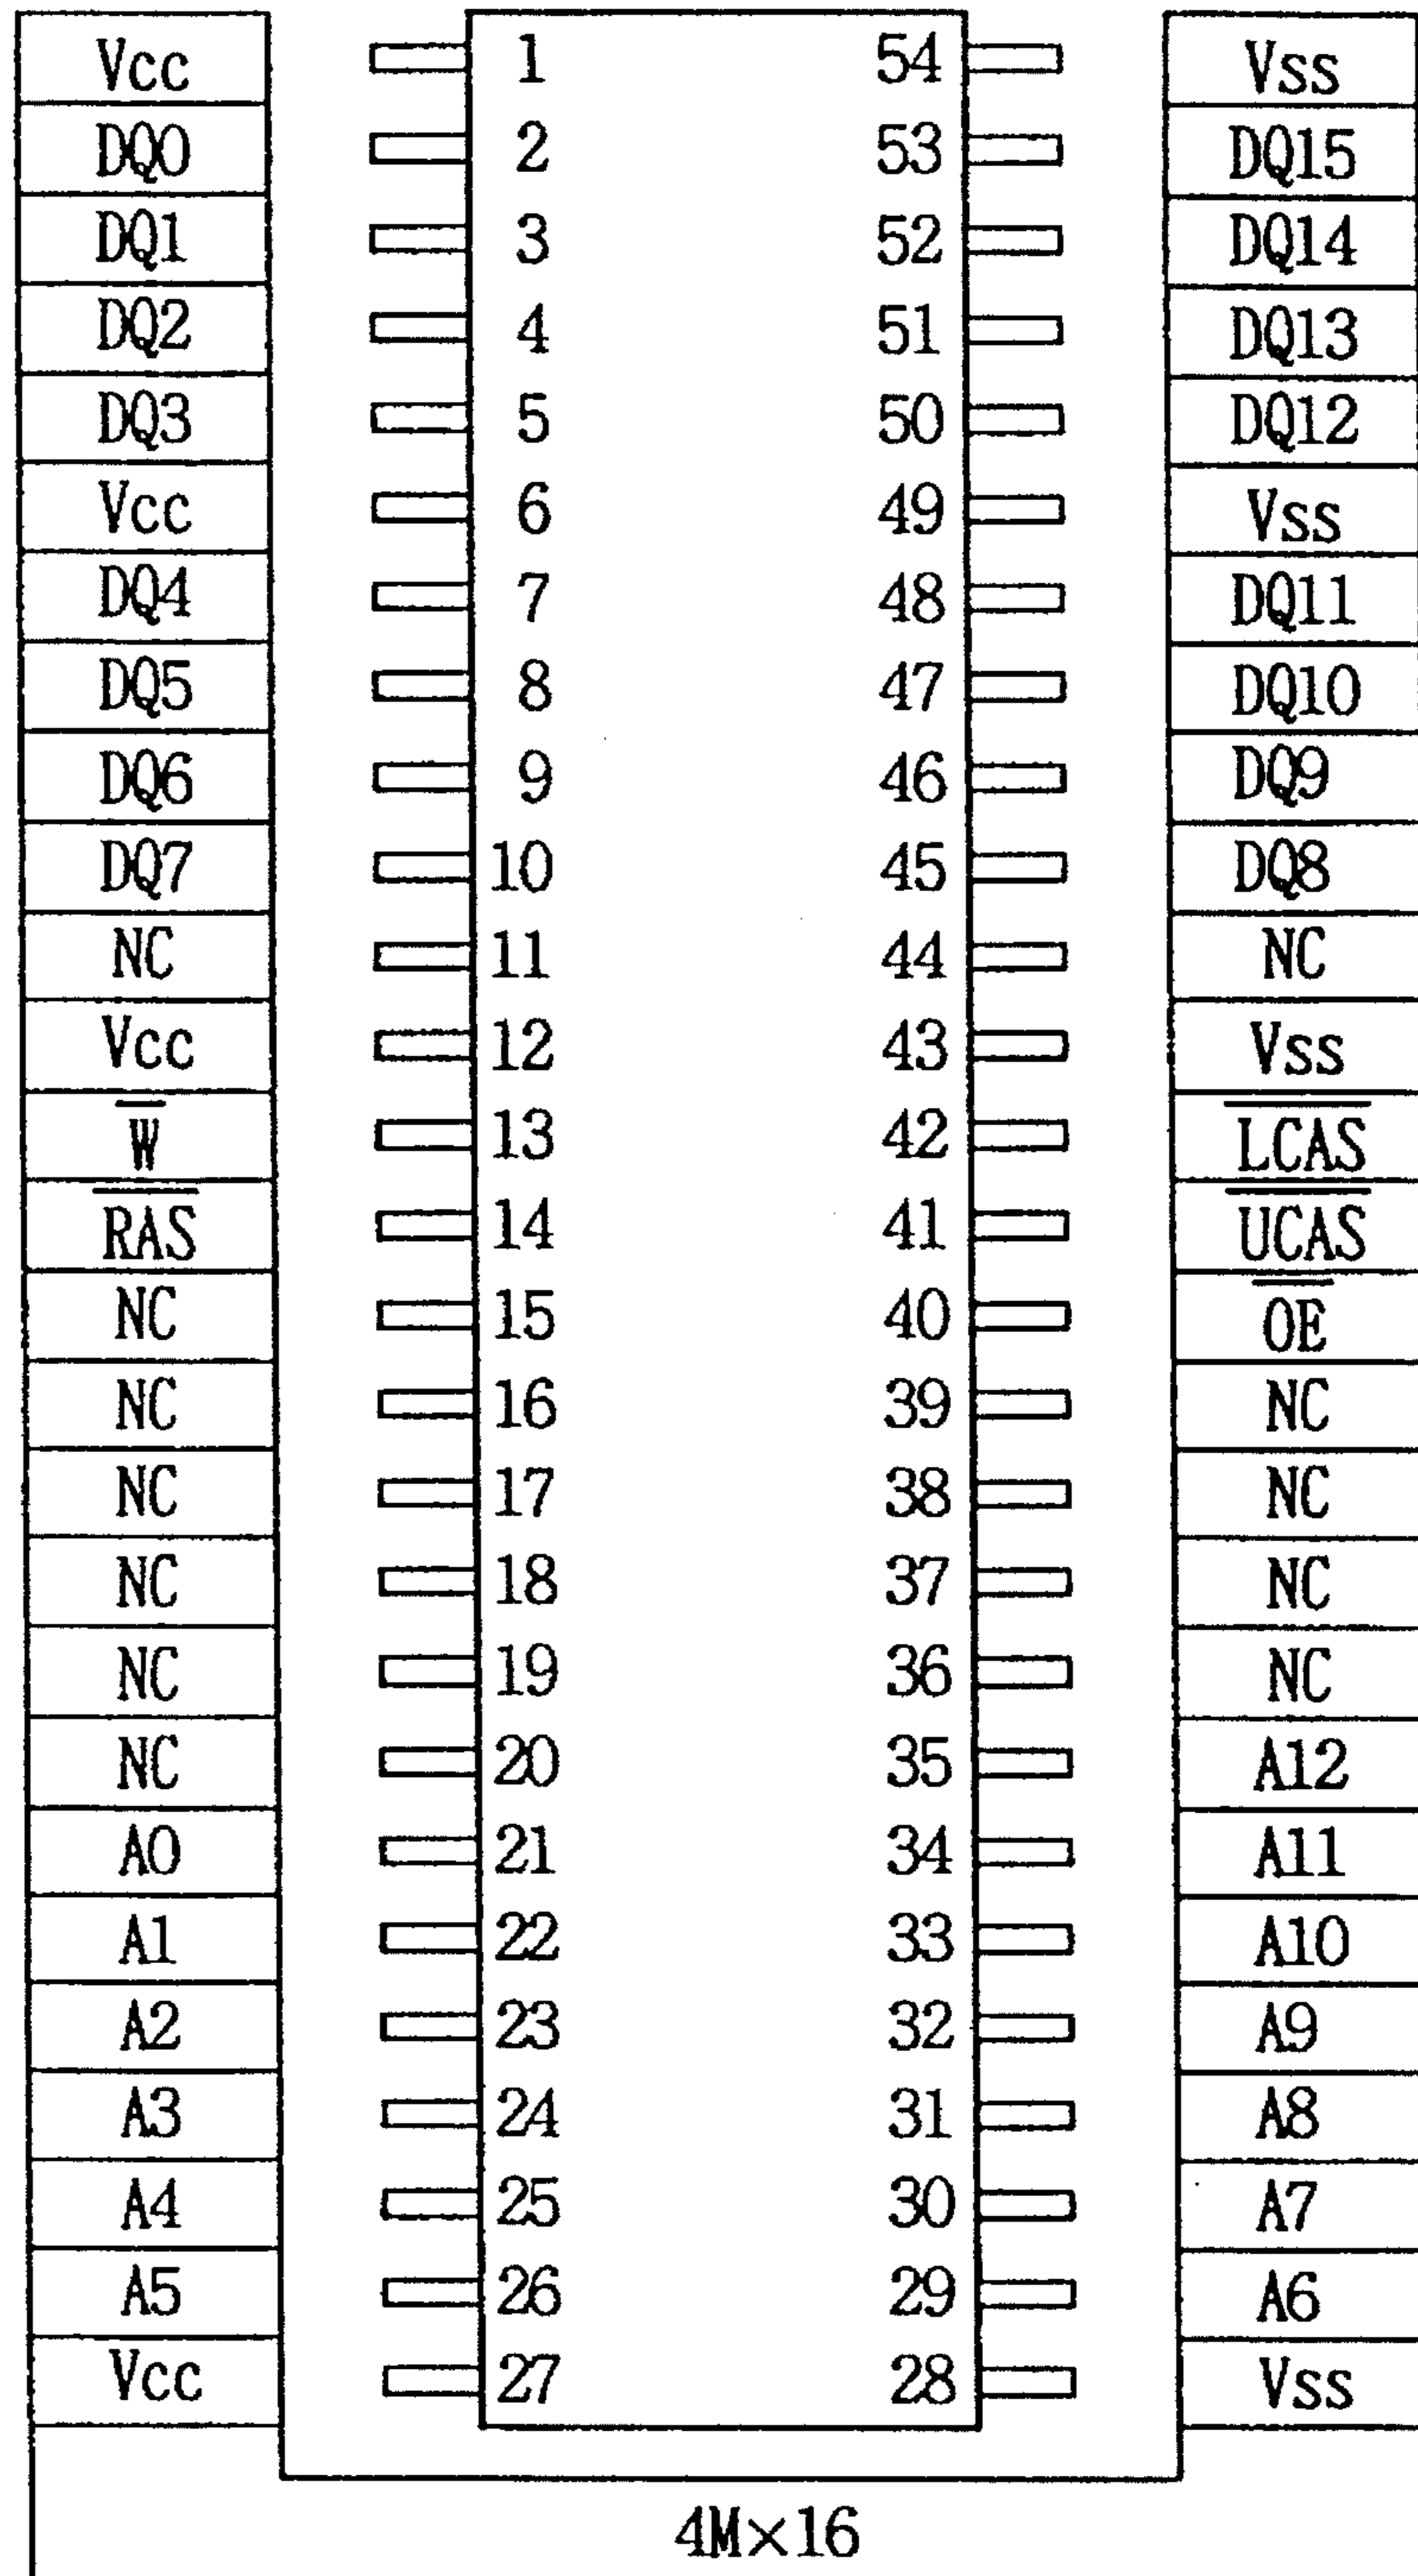 Vcc 1 54 Vss
DQ0 2 53 DQ15
DQ1 3 52 DQ14
DQ2 4 51 DQ13
DQ3 5 50 DQ12
Vcc 6 49 Vss
DQ4 7 48 DQ11
DQ5 8 47 DQ10
DQ6 9 46 DQ9
DQ7 10 45 DQ8
NC 11 44 NC
Vcc 12 43 Vss
W̅ 13 42 L̅C̅A̅S̅
R̅A̅S̅ 14 41 U̅C̅A̅S̅
NC 15 40 O̅E̅
NC 16 39 NC
NC 17 38 NC
NC 18 37 NC
NC 19 36 NC
NC 20 35 A12
A0 21 34 A11
A1 22 33 A10
A2 23 32 A9
A3 24 31 A8
A4 25 30 A7
A5 26 29 A6
Vcc 27 28 Vss
4M×16